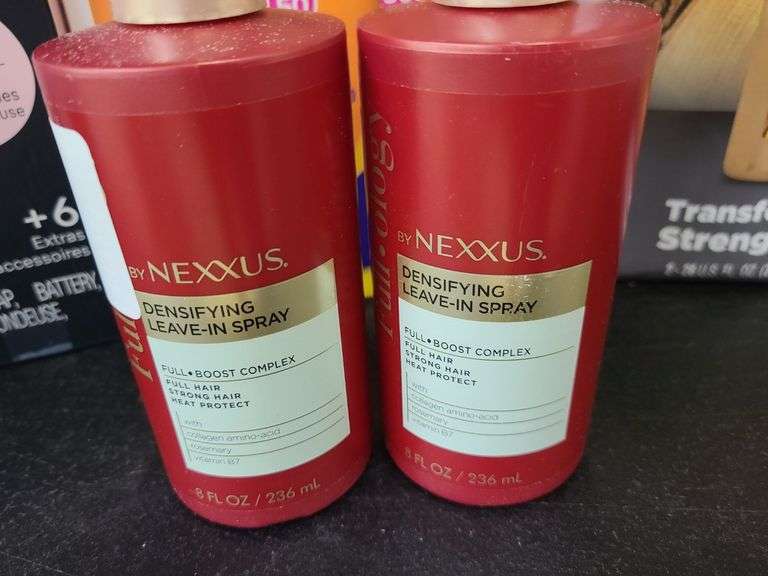 +6
Extras
accessoires
BATTERY,
BY NEXXUS.
DENSIFYING
LEAVE-IN SPRAY
FULL•BOOST COMPLEX
FULL HAIR
STRONG HAIR
HEAT PROTECT
with
collagen amino-acid
rosemary
vitamin B7
8 FL OZ / 236 mL
Full•ology
BY NEXXUS.
DENSIFYING
LEAVE-IN SPRAY
FULL•BOOST COMPLEX
FULL HAIR
STRONG HAIR
HEAT PROTECT
with
collagen amino-acid
rosemary
vitamin B7
8 FL OZ / 236 mL